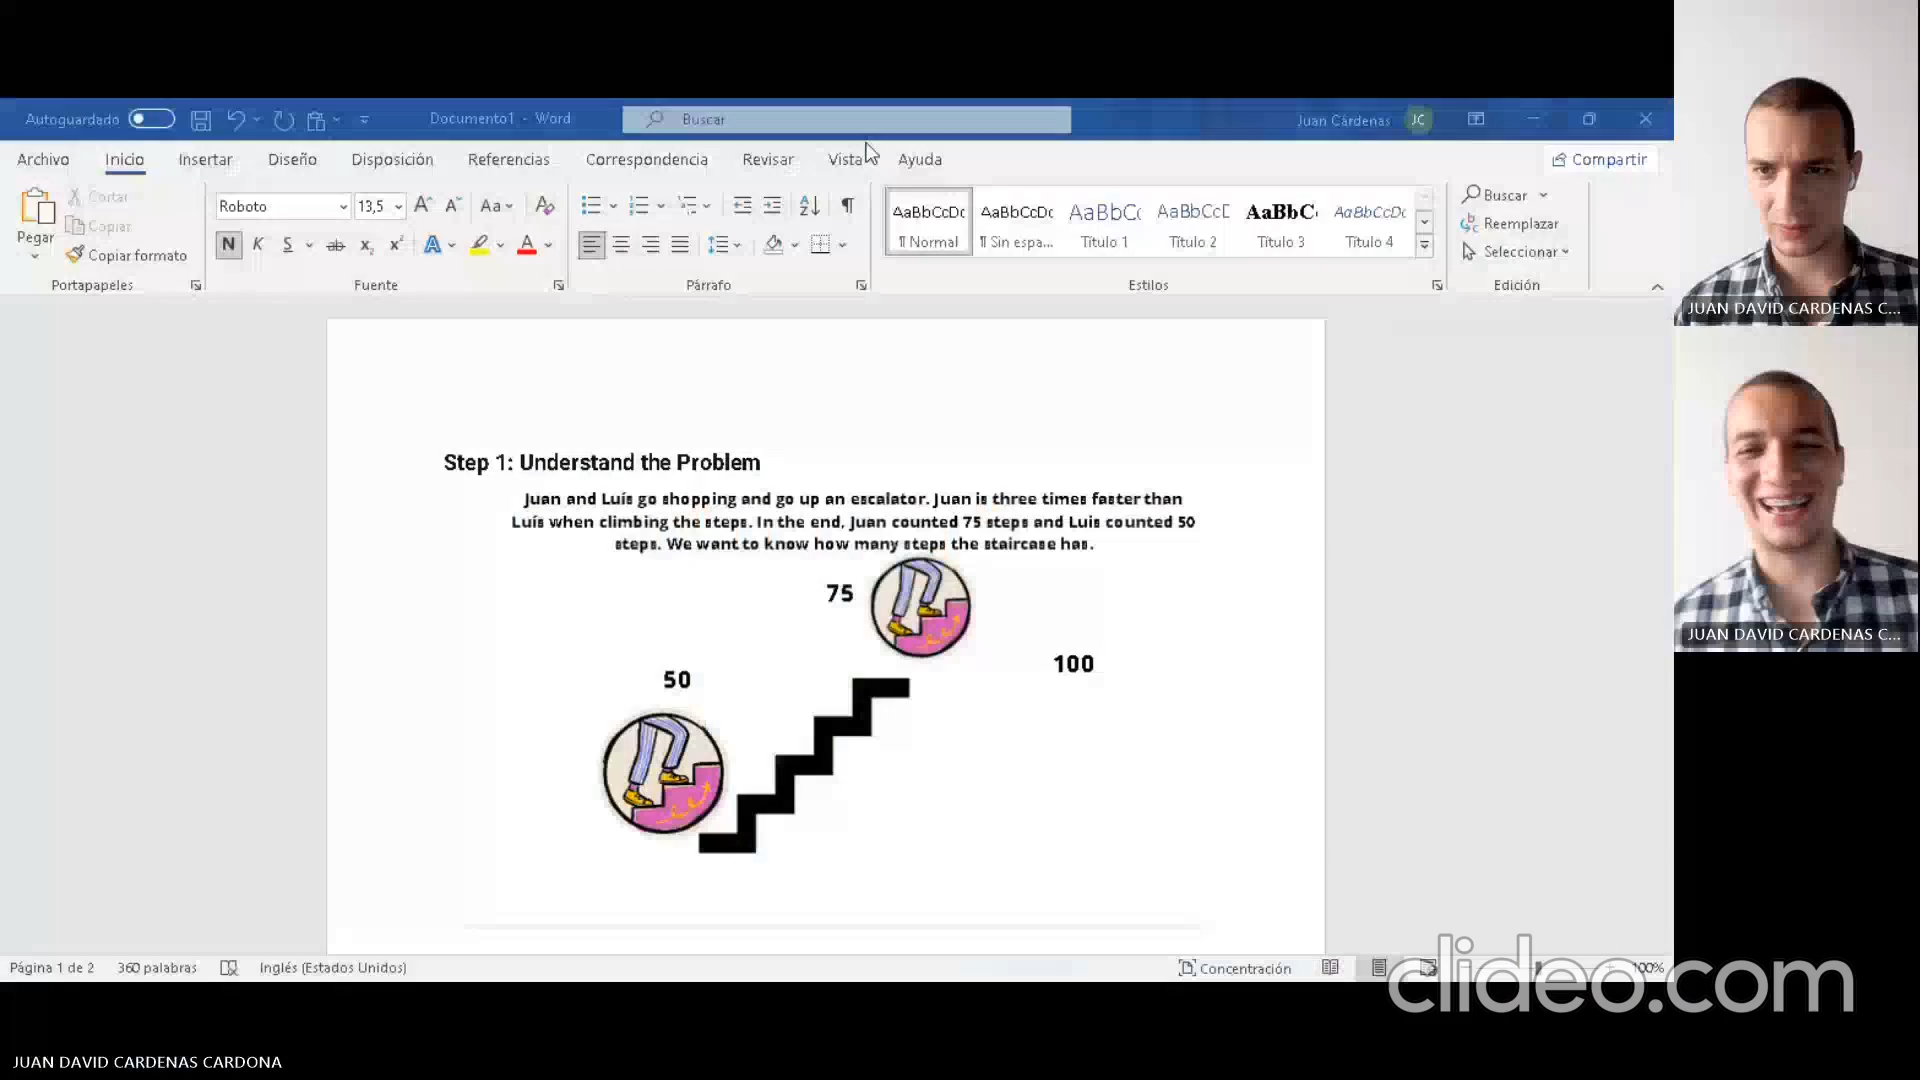 Autoguardado
Documento1 - Word
Buscar
Juan Cárdenas
JC
Archivo Inicio Insertar Diseño Disposición Referencias Correspondencia Revisar Vista Ayuda
Compartir
Pegar
Cortar
Copiar
Copiar formato
Portapapeles
Roboto
13,5
Fuente
Párrafo
AaBbCcDc
¶ Normal
AaBbCcDc
¶ Sin espa...
AaBbCc
Título 1
AaBbCcD
Título 2
AaBbC
Título 3
AaBbCcDc
Título 4
Estilos
Buscar
Reemplazar
Seleccionar
Edición
Step 1: Understand the Problem
Juan and Luís go shopping and go up an escalator. Juan is three times faster than
Luís when climbing the steps. In the end, Juan counted 75 steps and Luis counted 50
steps. We want to know how many steps the staircase has.
75
100
50
Página 1 de 2
360 palabras
Inglés (Estados Unidos)
Concentración
100%
JUAN DAVID CARDENAS C...
JUAN DAVID CARDENAS C...
clideo.com
JUAN DAVID CARDENAS CARDONA